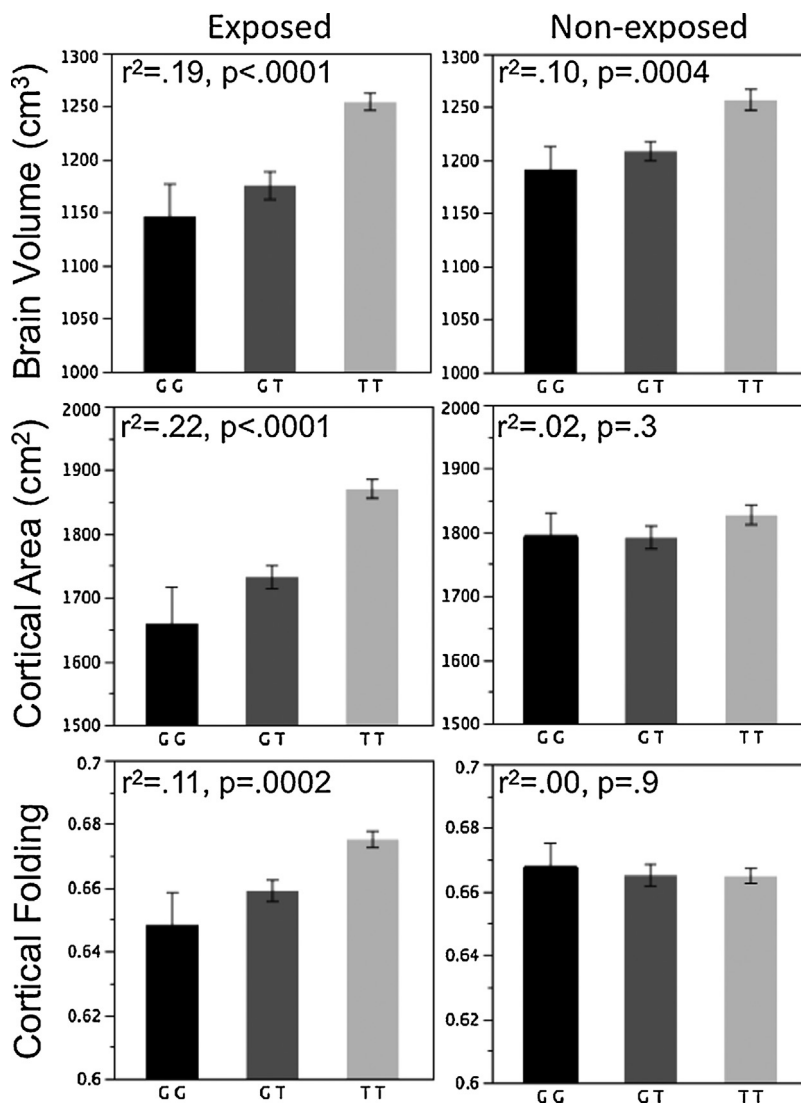 Exposed
Non-exposed
Brain Volume (cm³)
r²=.19, p<.0001
1300
1250
1200
1150
1100
1050
1000
GG GT TT
r²=.10, p=.0004
1300
1250
1200
1150
1100
1050
1000
GG GT TT
Cortical Area (cm²)
r²=.22, p<.0001
2000
1900
1800
1700
1600
1500
GG GT TT
r²=.02, p=.3
2000
1900
1800
1700
1600
1500
GG GT TT
Cortical Folding
r²=.11, p=.0002
0.7
0.68
0.66
0.64
0.62
0.6
GG GT TT
r²=.00, p=.9
0.7
0.68
0.66
0.64
0.62
0.6
GG GT TT